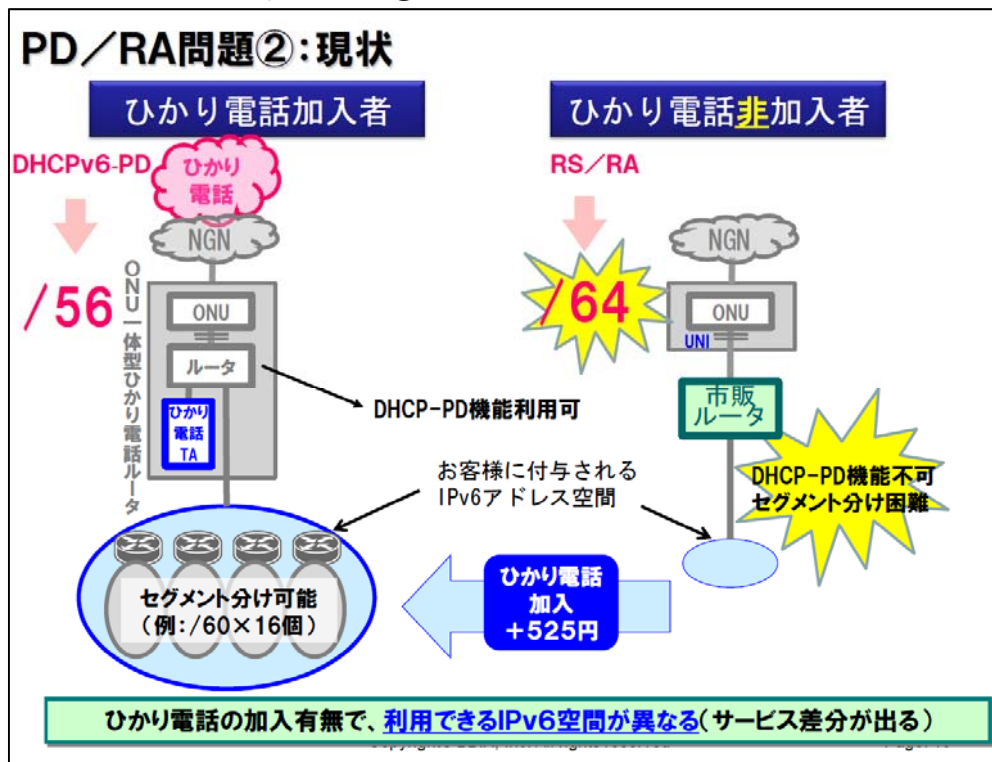 PD/RA問題②:現状
ひかり電話加入者
DHCPv6-PD
ひかり
電話
NGN
/56
ONU一体型ひかり電話ルータ
ONU
ルータ
ひかり
電話
TA
DHCP-PD機能利用可
お客様に付与される
IPv6アドレス空間
セグメント分け可能
(例:/60×16個)
ひかり電話非加入者
RS/RA
NGN
/64
ONU
UNI
市販
ルータ
DHCP-PD機能不可
セグメント分け困難
ひかり電話
加入
+525円
ひかり電話の加入有無で、利用できるIPv6空間が異なる(サービス差分が出る)